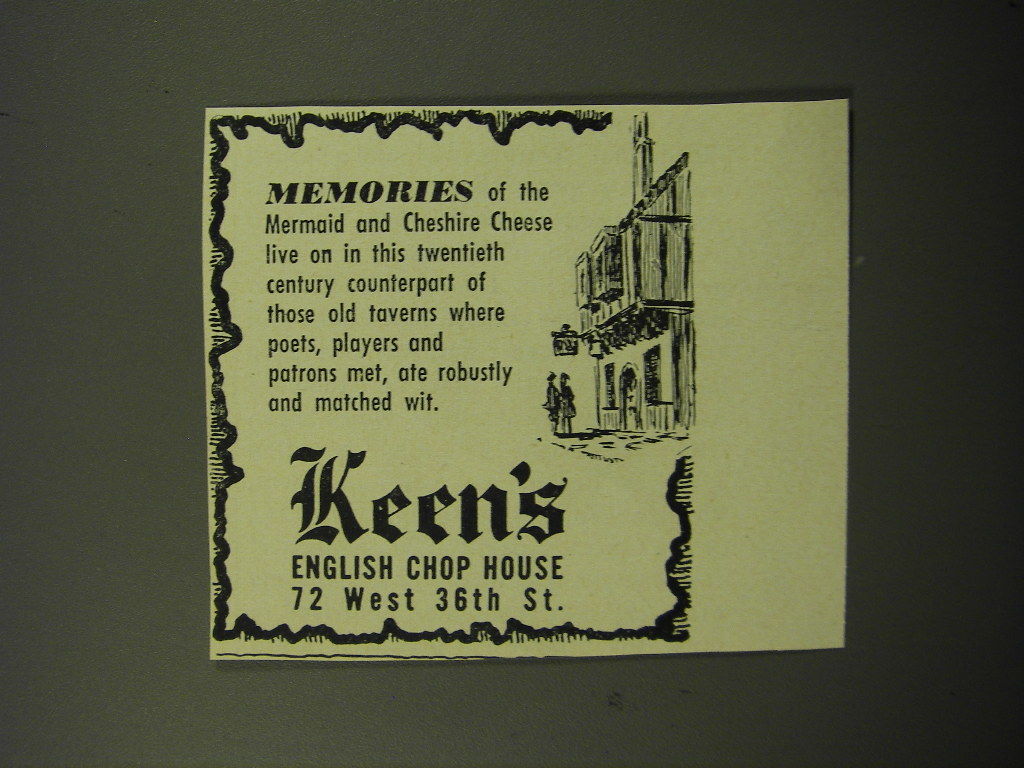 MEMORIES of the
Mermaid and Cheshire Cheese
live on in this twentieth
century counterpart of
those old taverns where
poets, players and
patrons met, ate robustly
and matched wit.
Keen's
ENGLISH CHOP HOUSE
72 West 36th St.